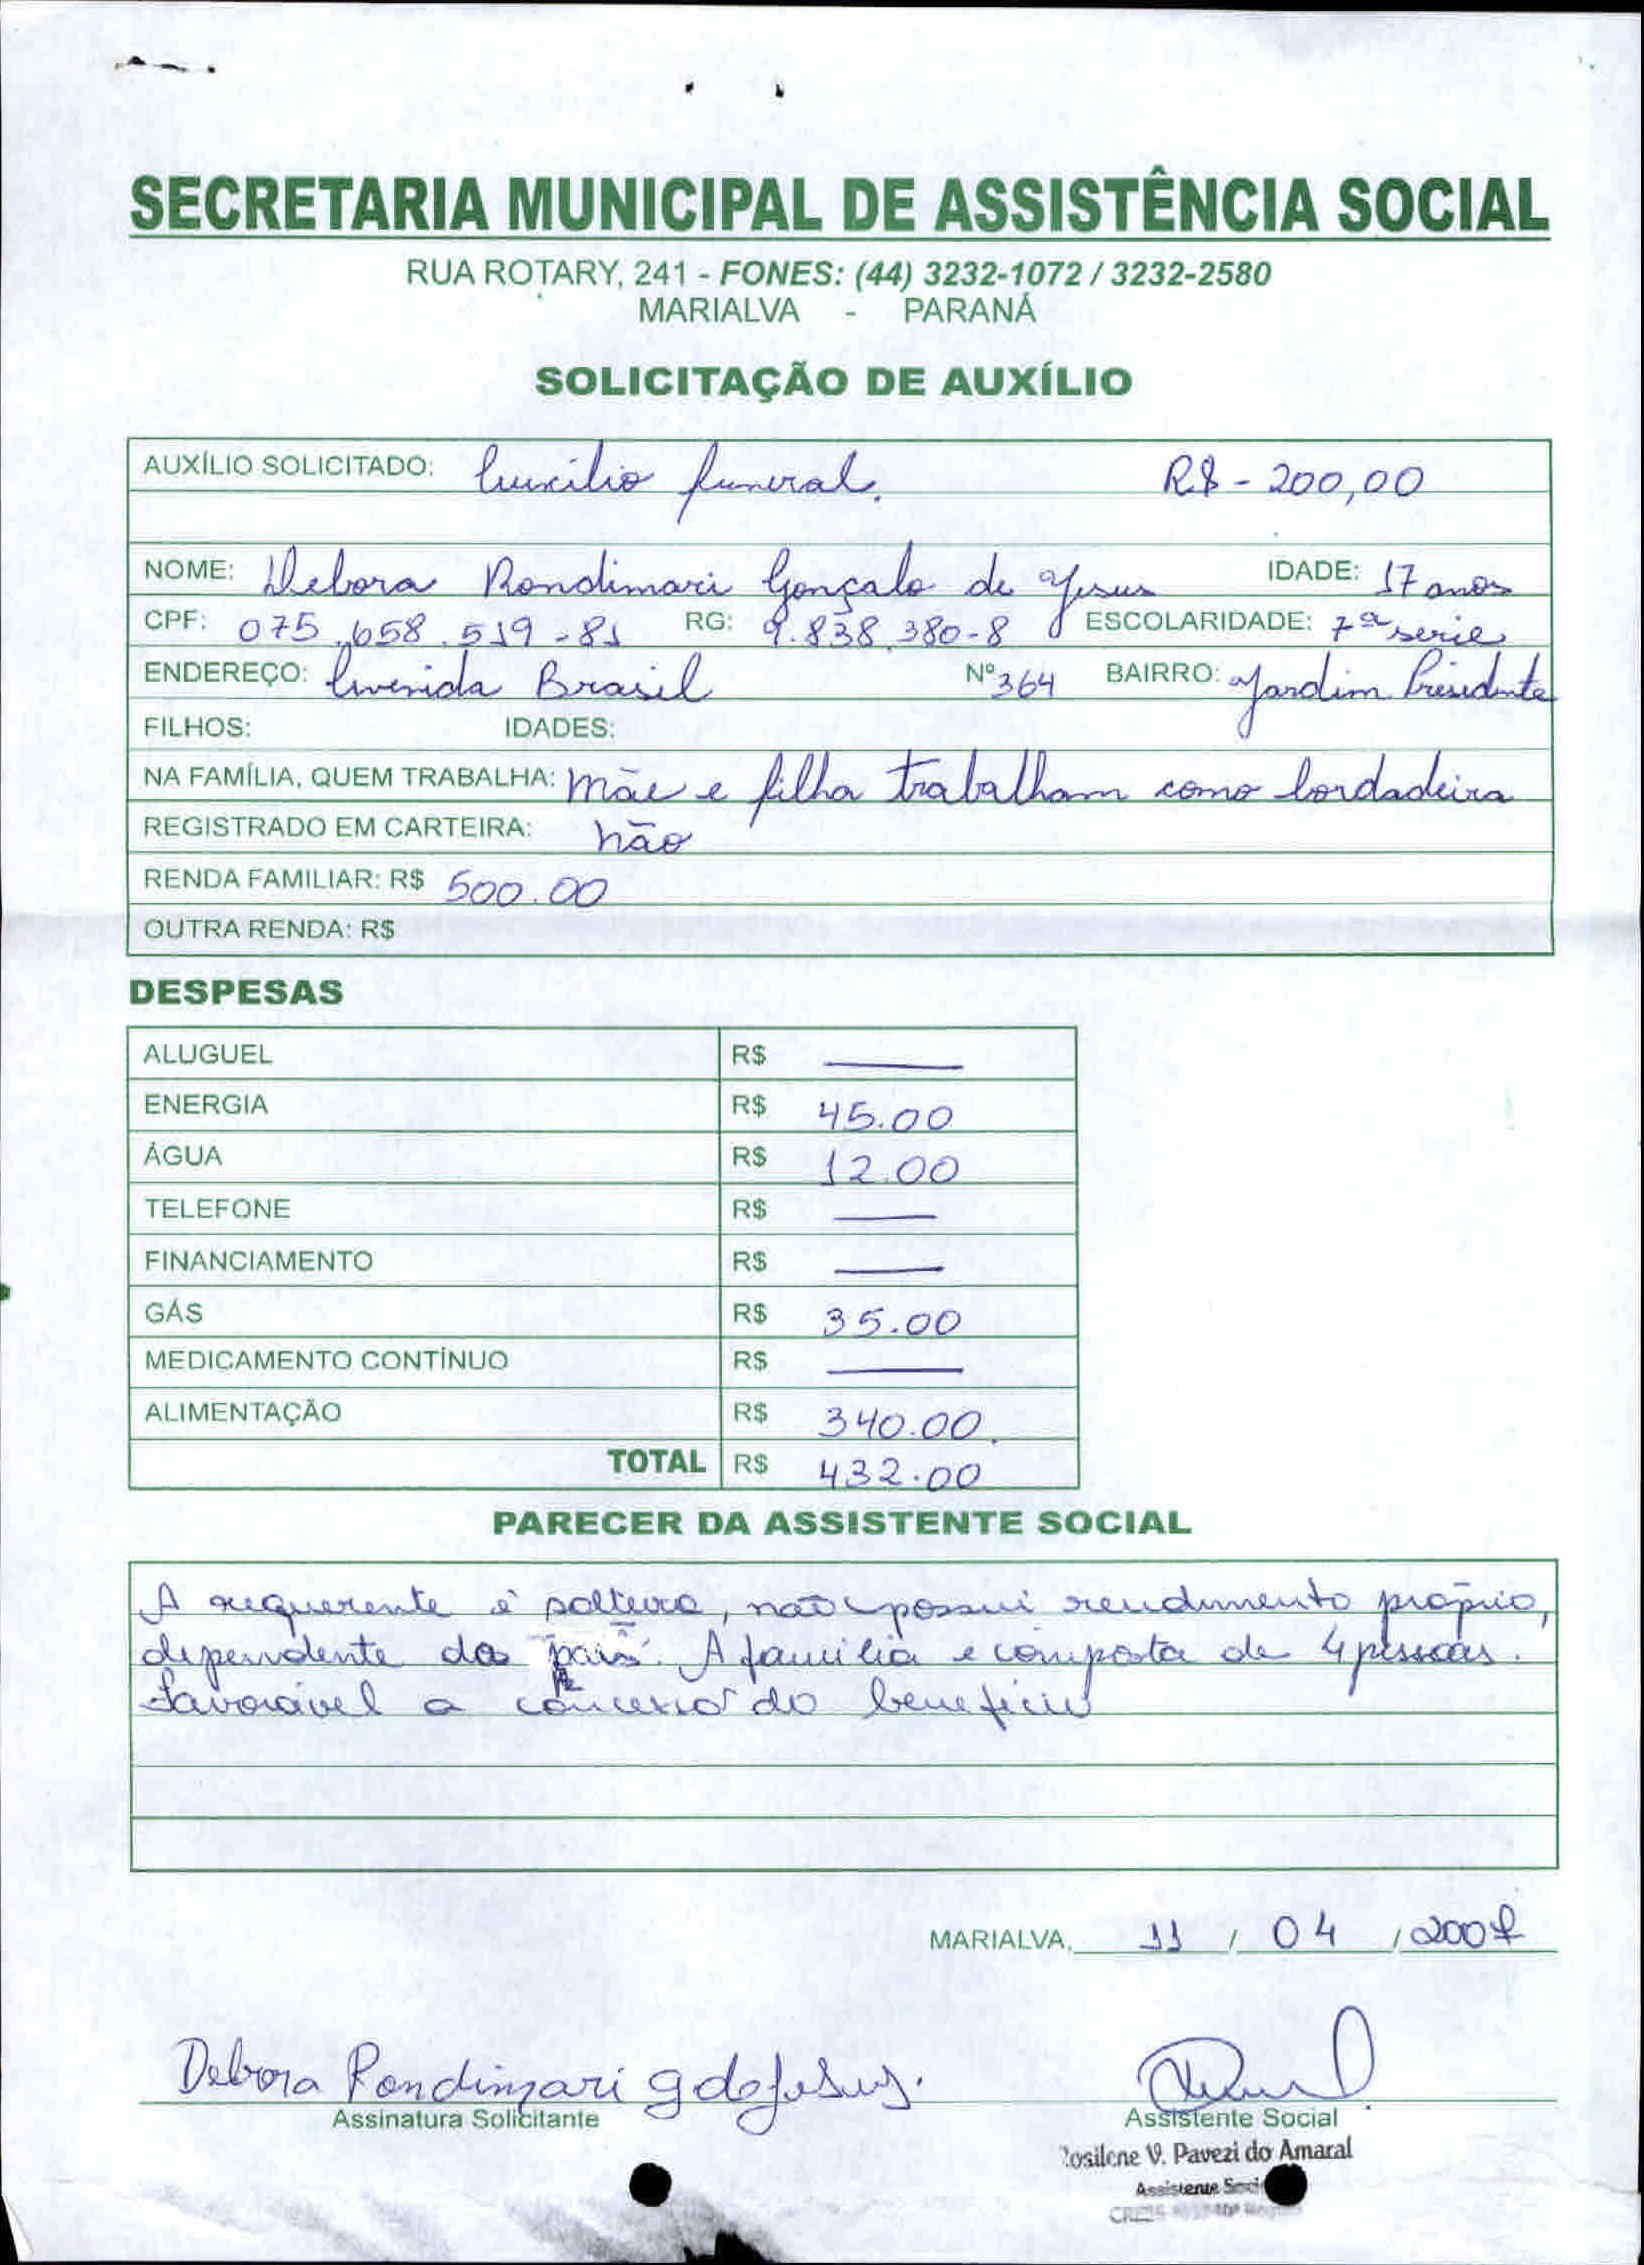 SECRETARIA MUNICIPAL DE ASSISTÊNCIA SOCIAL
RUA ROTARY, 241 - FONES: (44) 3232-1072 / 3232-2580
MARIALVA - PARANÁ
SOLICITAÇÃO DE AUXÍLIO
AUXÍLIO SOLICITADO: Auxilio funeral. R$ - 200,00
NOME: Debora Rondimari Gonçalo de Jesus IDADE: 17 anos
CPF: 075.658.519-81 RG: 9.838.380-8 ESCOLARIDADE: 7ª serie
ENDEREÇO: Avenida Brasil Nº 364 BAIRRO: Jardim Presidente
FILHOS: IDADES:
NA FAMÍLIA, QUEM TRABALHA: Mãe e filha trabalham como bordadeira
REGISTRADO EM CARTEIRA: não
RENDA FAMILIAR: R$ 500.00
OUTRA RENDA: R$
DESPESAS
ALUGUEL R$ ——
ENERGIA R$ 45.00
ÁGUA R$ 12.00
TELEFONE R$ ——
FINANCIAMENTO R$ ——
GÁS R$ 35.00
MEDICAMENTO CONTÍNUO R$ ——
ALIMENTAÇÃO R$ 340.00
TOTAL R$ 432.00
PARECER DA ASSISTENTE SOCIAL
A requerente é solteira, não possui rendimento próprio,
dependente dos pais. A familia e composta de 4 pessoas.
Favorável a concessão do beneficio
MARIALVA, 11 / 04 / 2007
Debora Rondimari G de Jesus.
Assinatura Solicitante Assistente Social
Rosilene V. Pavezi do Amaral
Assistente Social